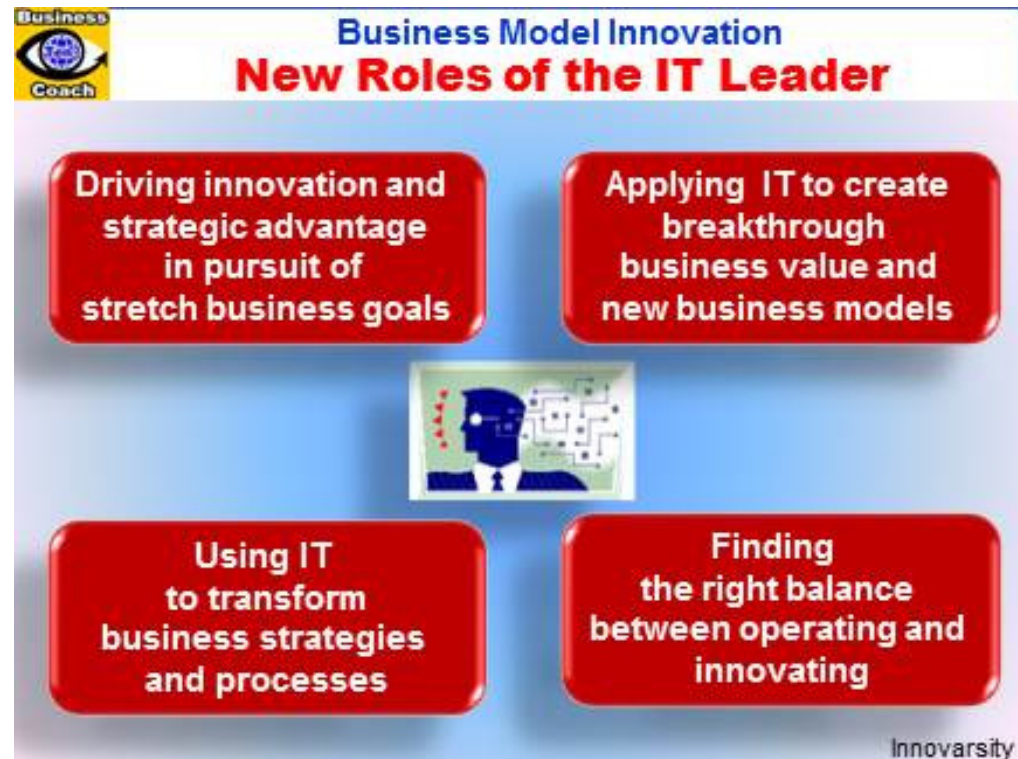 Business
Ten3
Coach
Business Model Innovation
New Roles of the IT Leader
Driving innovation and
strategic advantage
in pursuit of
stretch business goals
Applying IT to create
breakthrough
business value and
new business models
Using IT
to transform
business strategies
and processes
Finding
the right balance
between operating and
innovating
Innovarsity